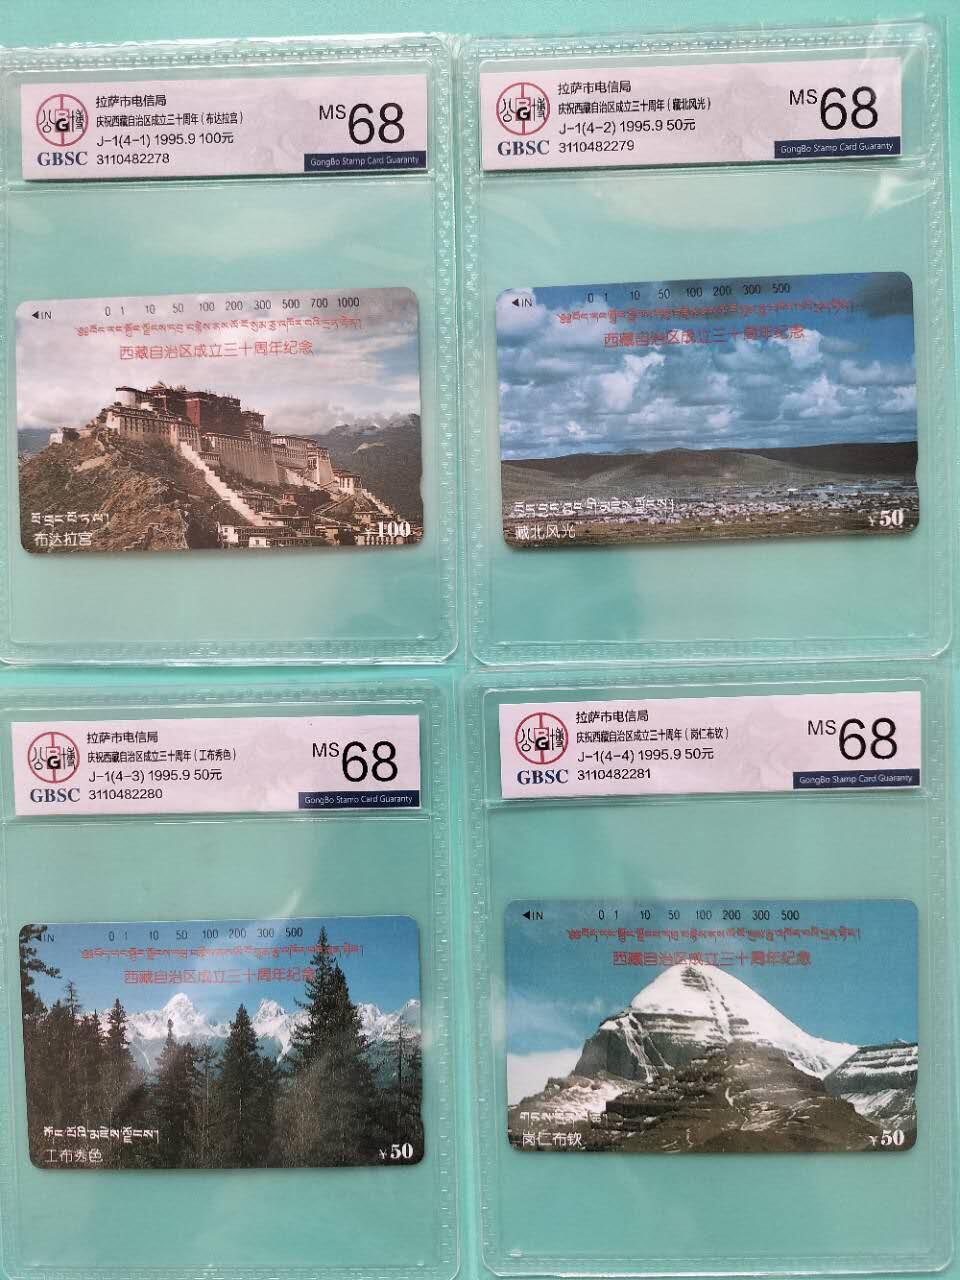 拉萨市电信局
庆祝西藏自治区成立三十周年(布达拉宫)
J-1(4-1) 1995.9 100元
GBSC 3110482278
MS 68
GongBo Stamp Card Guaranty
◀IN 0 1 10 50 100 200 300 500 700 1000
西藏自治区成立三十周年纪念
布达拉宫
¥100
拉萨市电信局
庆祝西藏自治区成立三十周年(藏北风光)
J-1(4-2) 1995.9 50元
GBSC 3110482279
MS 68
GongBo Stamp Card Guaranty
◀IN 0 1 10 50 100 200 300 500
西藏自治区成立三十周年纪念
藏北风光
¥50
拉萨市电信局
庆祝西藏自治区成立三十周年(工布秀色)
J-1(4-3) 1995.9 50元
GBSC 3110482280
MS 68
GongBo Stamp Card Guaranty
◀IN 0 1 10 50 100 200 300 500
西藏自治区成立三十周年纪念
工布秀色
¥50
拉萨市电信局
庆祝西藏自治区成立三十周年(岗仁布钦)
J-1(4-4) 1995.9 50元
GBSC 3110482281
MS 68
GongBo Stamp Card Guaranty
◀IN 0 1 10 50 100 200 300 500
西藏自治区成立三十周年纪念
岗仁布钦
¥50